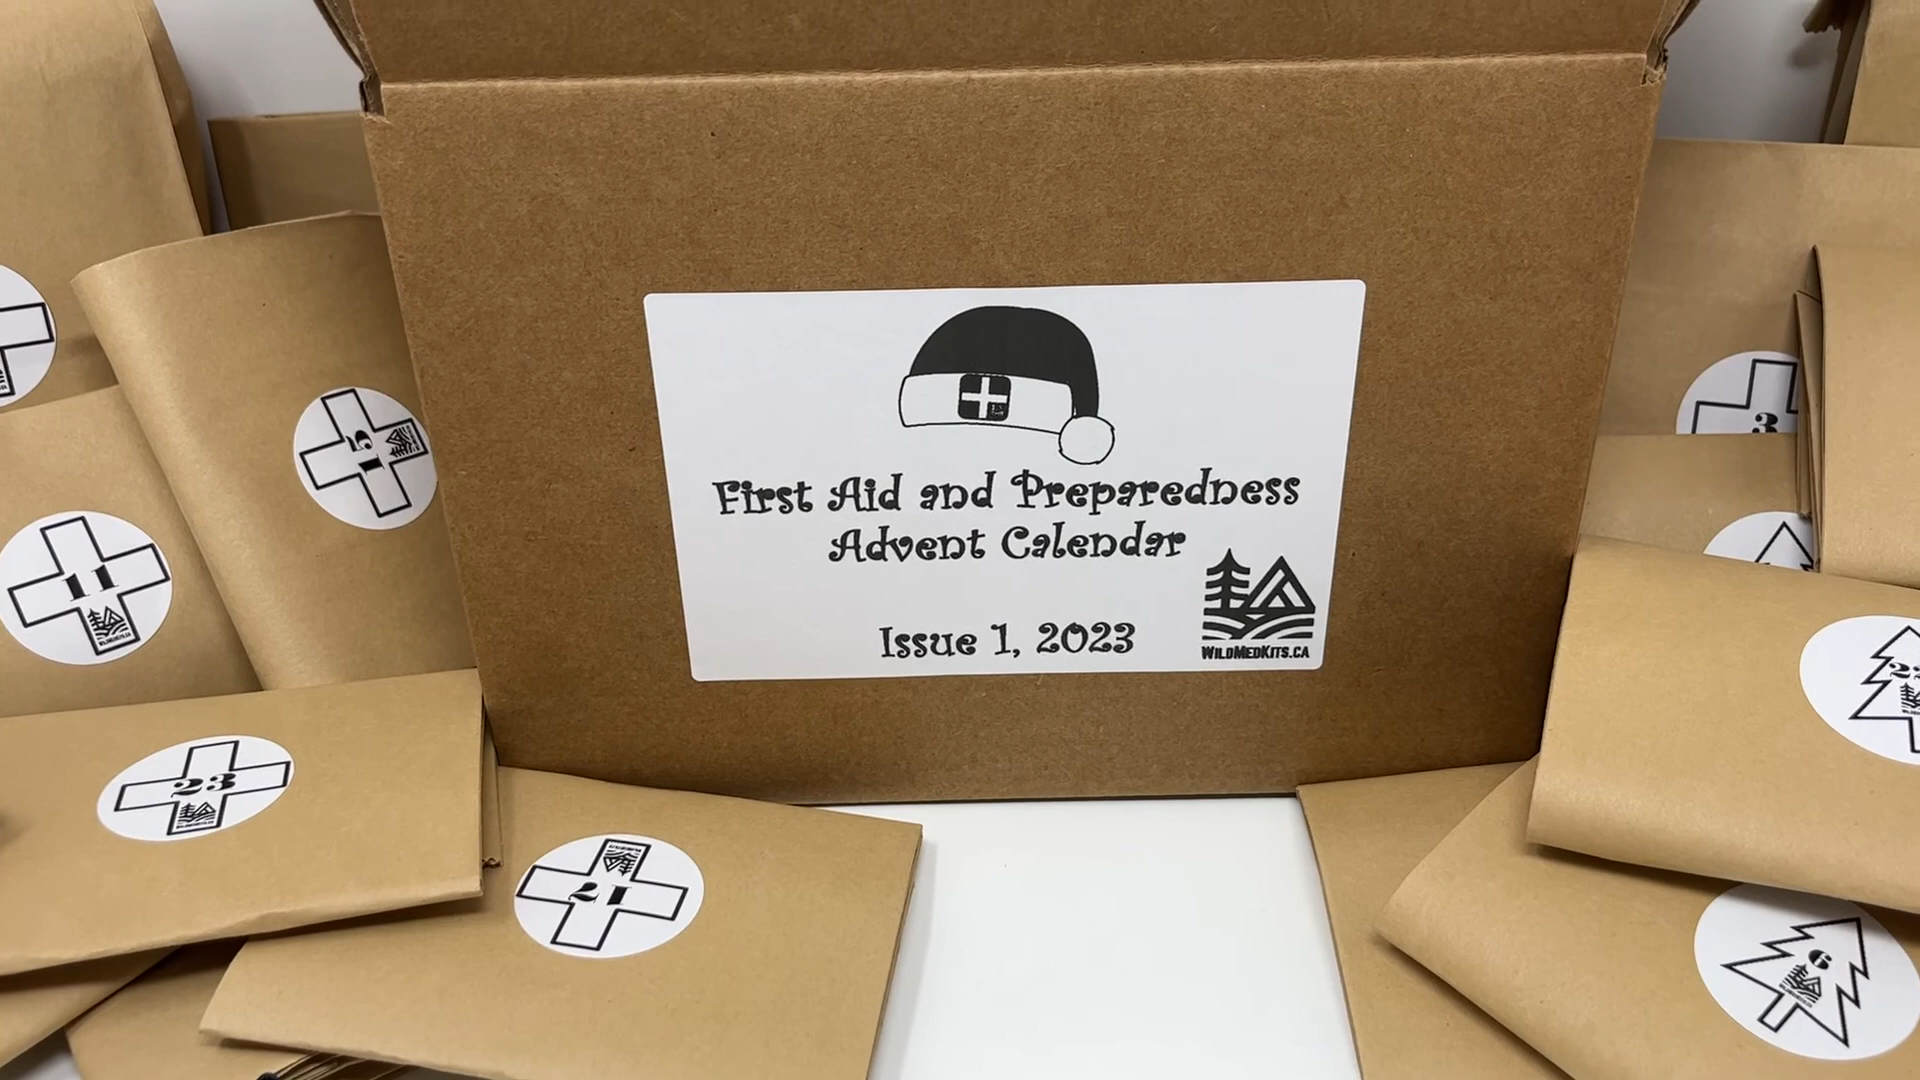 First Aid and Preparedness
Advent Calendar
Issue 1, 2023
WILDMEDKITS.CA
15
11
23
21
3
6